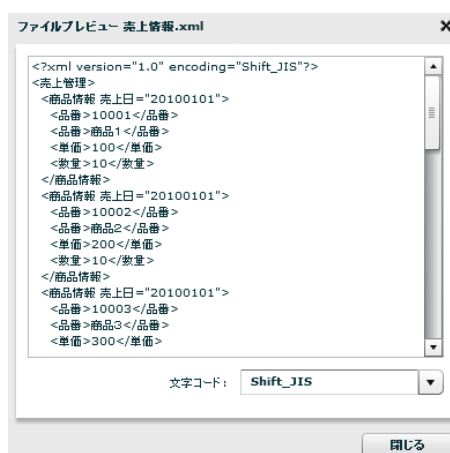 ファイルプレビュー 売上情報.xml
<?xml version="1.0" encoding="Shift_JIS"?>
<売上管理>
<商品情報 売上日="20100101">
<品番>10001</品番>
<品番>商品1</品番>
<単価>100</単価>
<数量>10</数量>
</商品情報>
<商品情報 売上日="20100101">
<品番>10002</品番>
<品番>商品2</品番>
<単価>200</単価>
<数量>10</数量>
</商品情報>
<商品情報 売上日="20100101">
<品番>10003</品番>
<品番>商品3</品番>
<単価>300</単価>
文字コード: Shift_JIS
閉じる